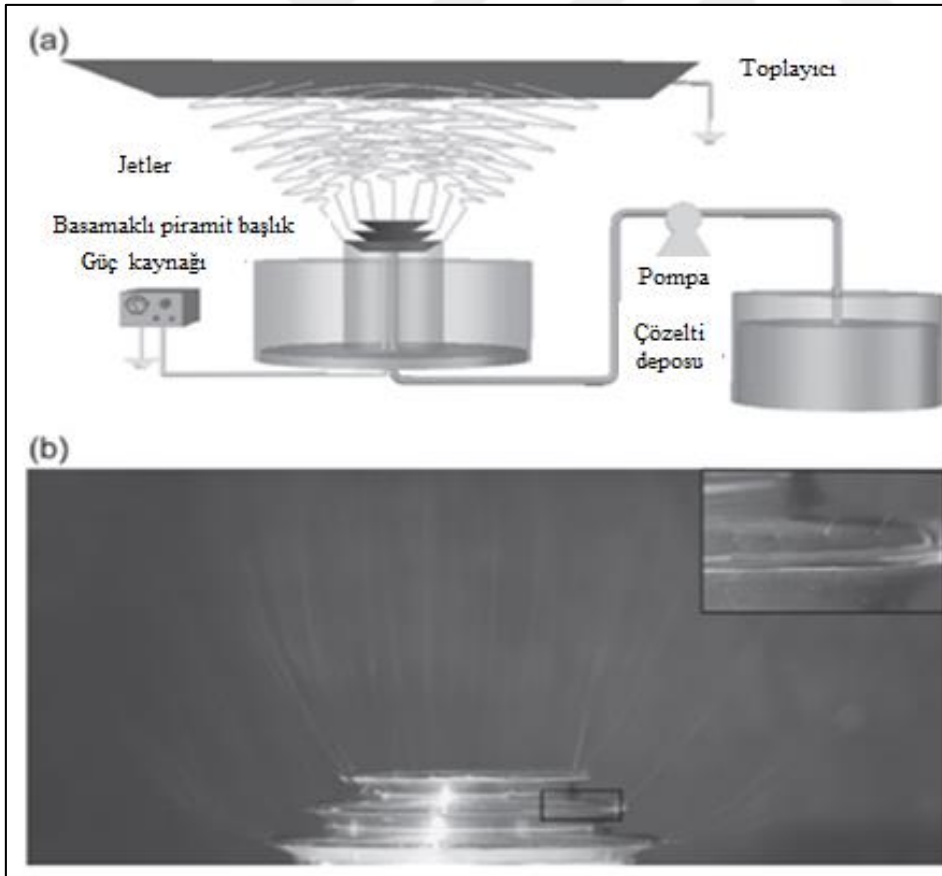 (a)
Toplayıcı
Jetler
Basamaklı piramit başlık
Güç kaynağı
Pompa
Çözelti
deposu
(b)